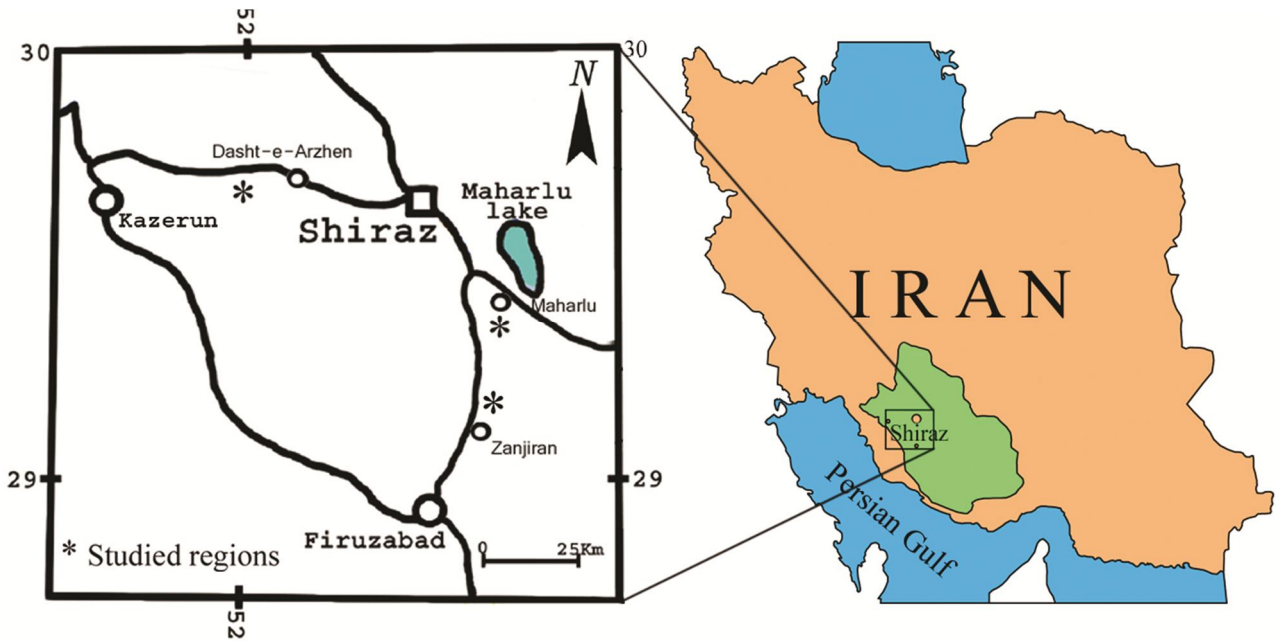 52
30
30
N
Dasht-e-Arzhen
Maharlu
lake
Kazerun
Shiraz
Maharlu
Zanjiran
29
29
Firuzabad
0 25Km
* Studied regions
52
IRAN
Shiraz
Persian Gulf